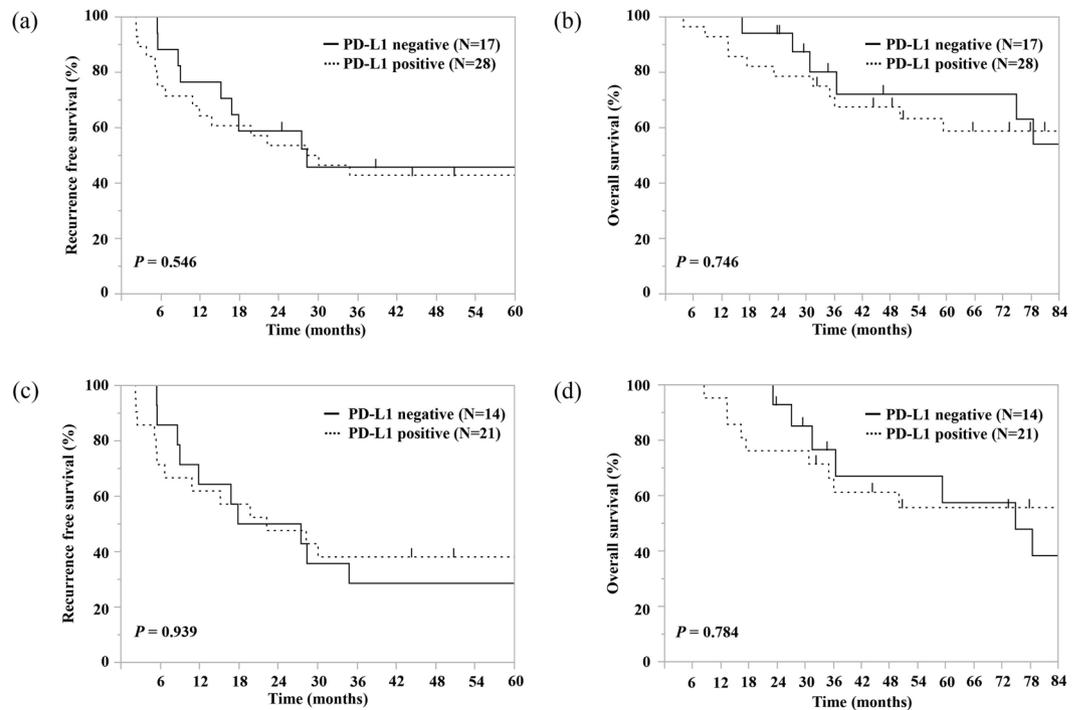 (a)
Recurrence free survival (%)
100
80
60
40
20
0
PD-L1 negative (N=17)
PD-L1 positive (N=28)
P = 0.546
6 12 18 24 30 36 42 48 54 60
Time (months)
(b)
Overall survival (%)
100
80
60
40
20
0
PD-L1 negative (N=17)
PD-L1 positive (N=28)
P = 0.746
6 12 18 24 30 36 42 48 54 60 66 72 78 84
Time (months)
(c)
Recurrence free survival (%)
100
80
60
40
20
0
PD-L1 negative (N=14)
PD-L1 positive (N=21)
P = 0.939
6 12 18 24 30 36 42 48 54 60
Time (months)
(d)
Overall survival (%)
100
80
60
40
20
0
PD-L1 negative (N=14)
PD-L1 positive (N=21)
P = 0.784
6 12 18 24 30 36 42 48 54 60 66 72 78 84
Time (months)